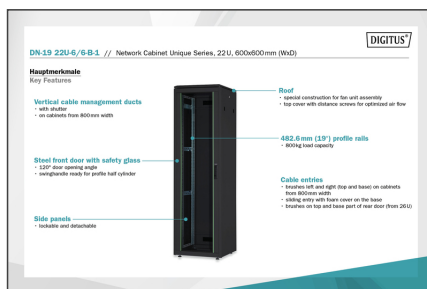 DIGITUS®
DN-19 22U-6/6-B-1 // Network Cabinet Unique Series, 22U, 600x600mm (WxD)
Hauptmerkmale
Key Features
Vertical cable management ducts
• with shutter
• on cabinets from 800mm width
Steel front door with safety glass
• 120° door opening angle
• swinghandle ready for profile half cylinder
Side panels
• lockable and detachable
Roof
• special construction for fan unit assembly
• top cover with distance screws for optimized air flow
482.6mm (19") profile rails
• 800kg load capacity
Cable entries
• brushes left and right (top and base) on cabinets
from 800mm width
• sliding entry with foam cover on the base
• brushes on top and base part of rear door (from 26U)